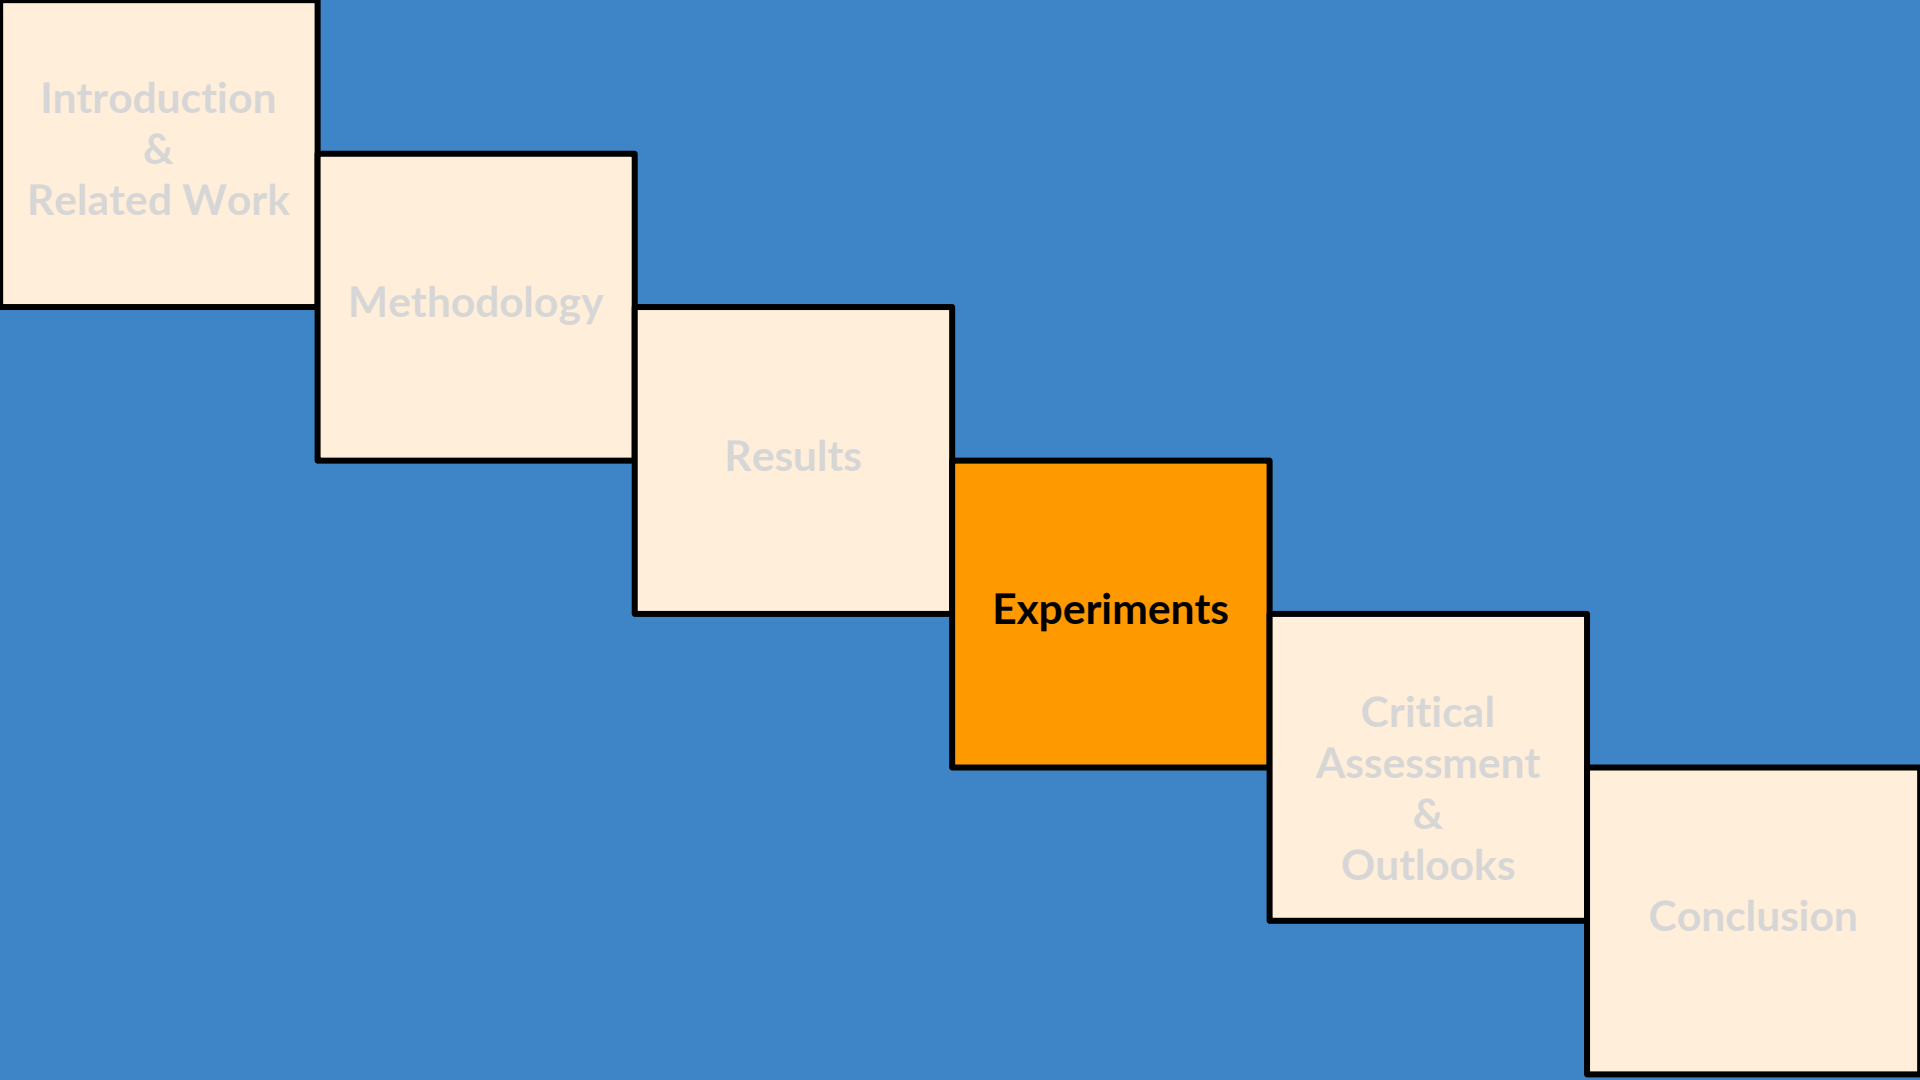 Introduction
&
Related Work
Methodology
Results
Experiments
Critical
Assessment
&
Outlooks
Conclusion